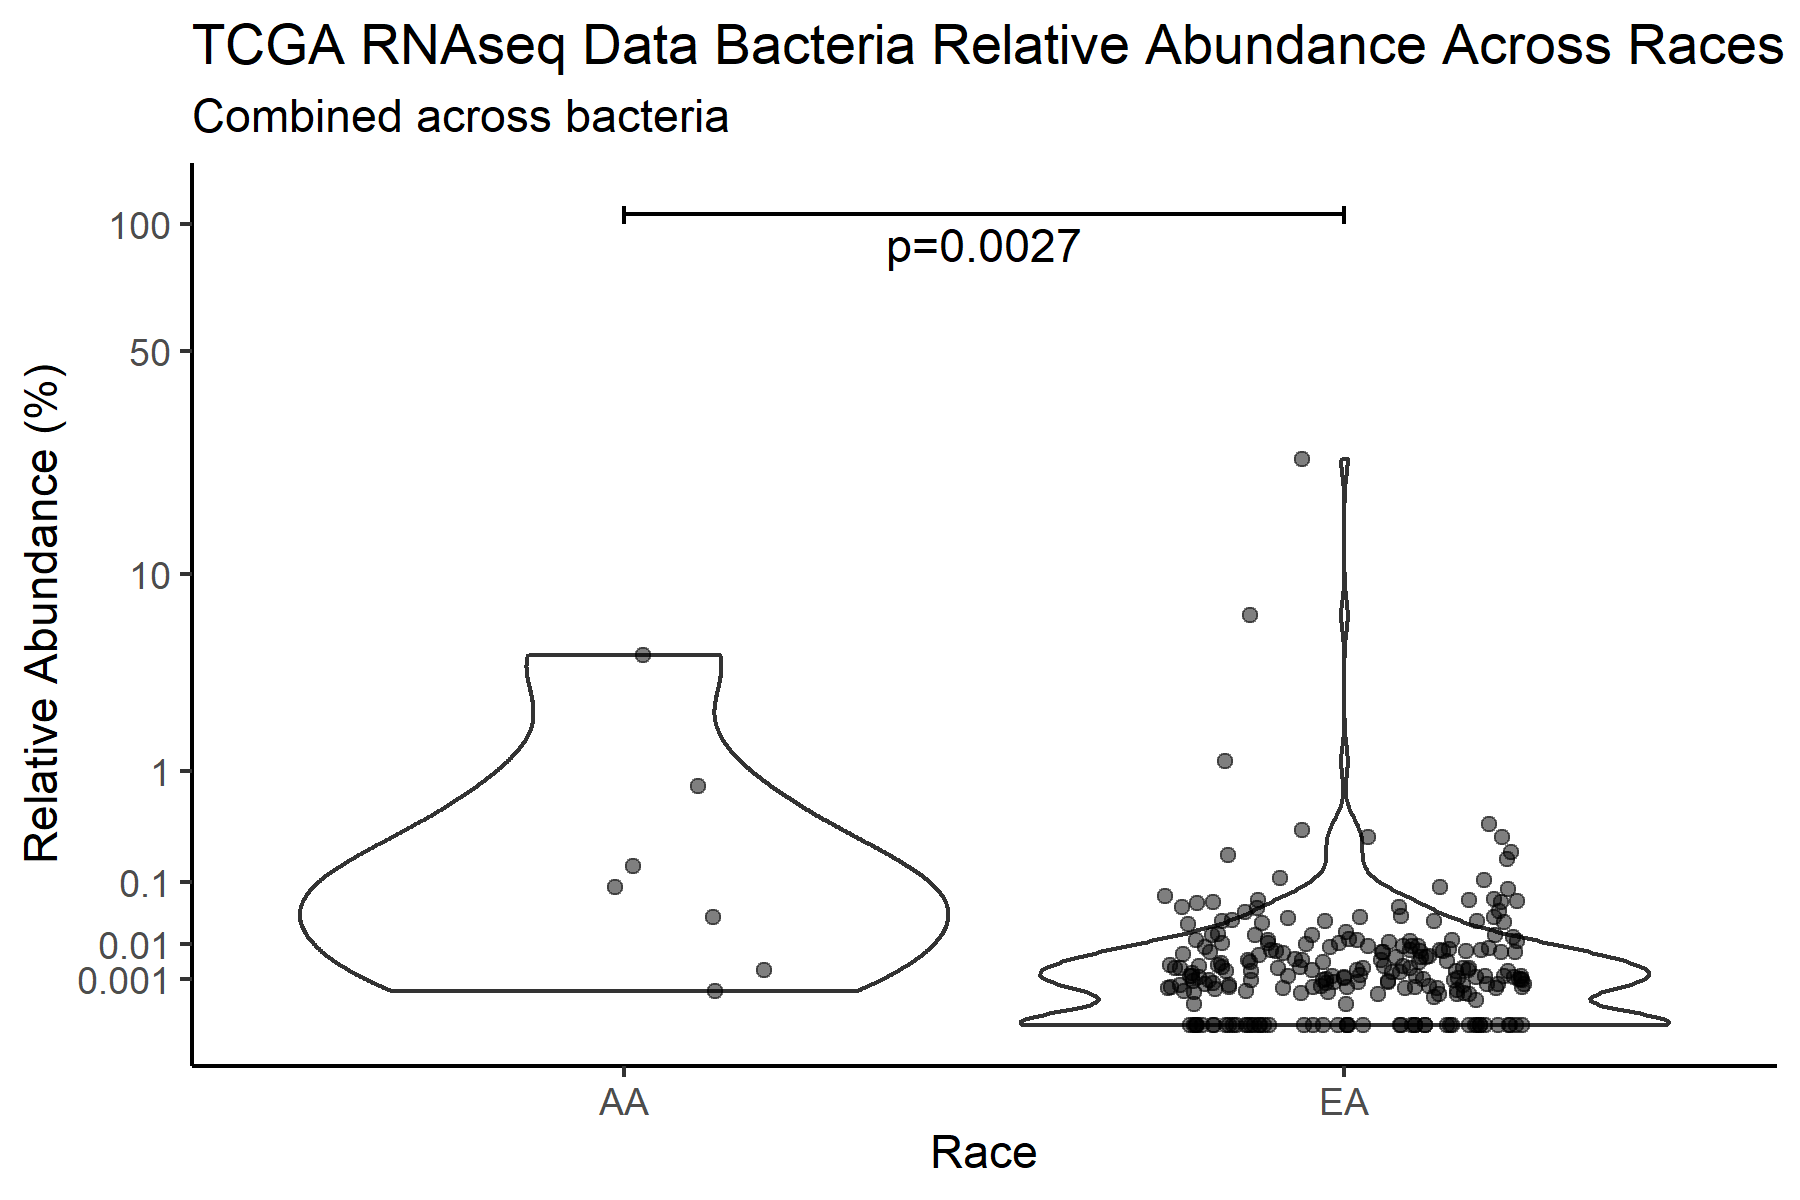 TCGA RNAseq Data Bacteria Relative Abundance Across Races
Combined across bacteria
p=0.0027
Relative Abundance (%)
100
50
10
1
0.1
0.01
0.001
AA
EA
Race